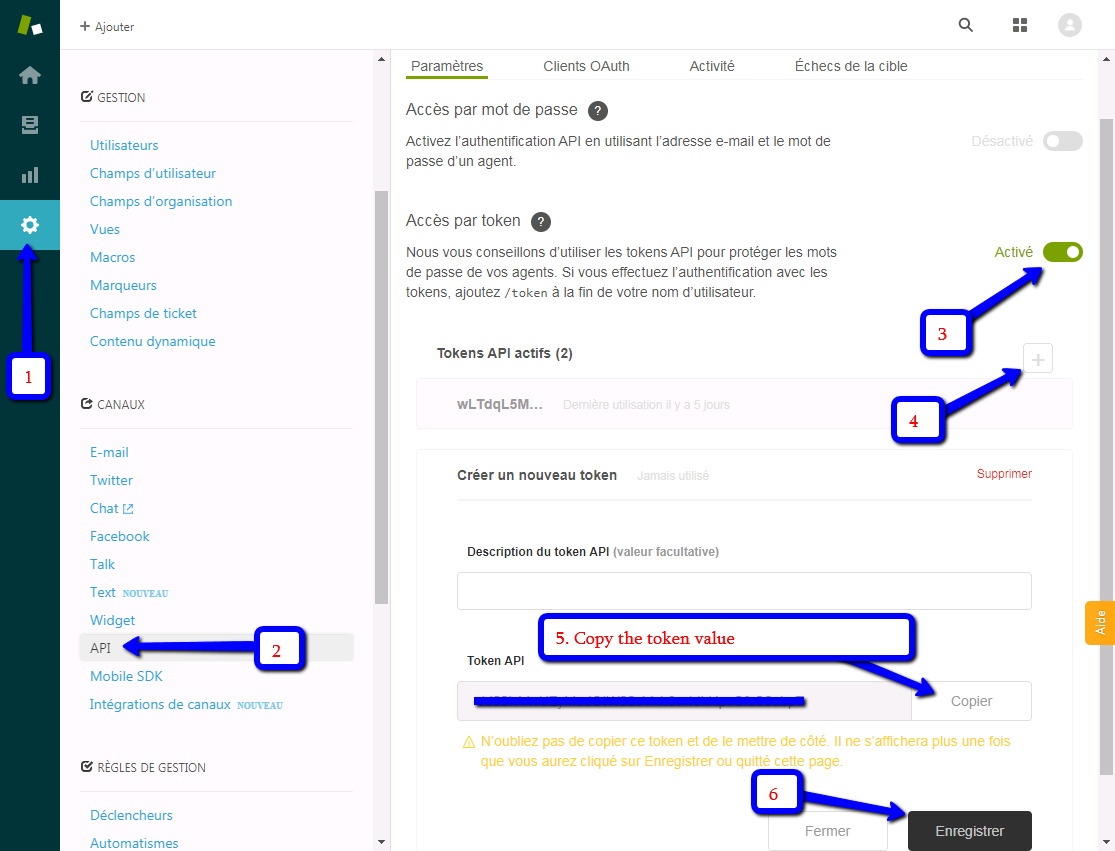 + Ajouter
GESTION
Utilisateurs
Champs d'utilisateur
Champs d'organisation
Vues
Macros
Marqueurs
Champs de ticket
Contenu dynamique
1
CANAUX
E-mail
Twitter
Chat
Facebook
Talk
Text NOUVEAU
Widget
API
2
Mobile SDK
Intégrations de canaux NOUVEAU
RÈGLES DE GESTION
Déclencheurs
Automatismes
Paramètres Clients OAuth Activité Échecs de la cible
Accès par mot de passe ?
Activez l'authentification API en utilisant l'adresse e-mail et le mot de
passe d'un agent.
Désactivé
Accès par token ?
Nous vous conseillons d'utiliser les tokens API pour protéger les mots
de passe de vos agents. Si vous effectuez l'authentification avec les
tokens, ajoutez /token à la fin de votre nom d'utilisateur.
Activé
3
Tokens API actifs (2)
+
wLTdqL5M... Dernière utilisation il y a 5 jours
4
Créer un nouveau token Jamais utilisé Supprimer
Description du token API (valeur facultative)
5. Copy the token value
Token API
Copier
N'oubliez pas de copier ce token et de le mettre de côté. Il ne s'affichera plus une fois
que vous aurez cliqué sur Enregistrer ou quitté cette page.
6
Fermer Enregistrer
Aide